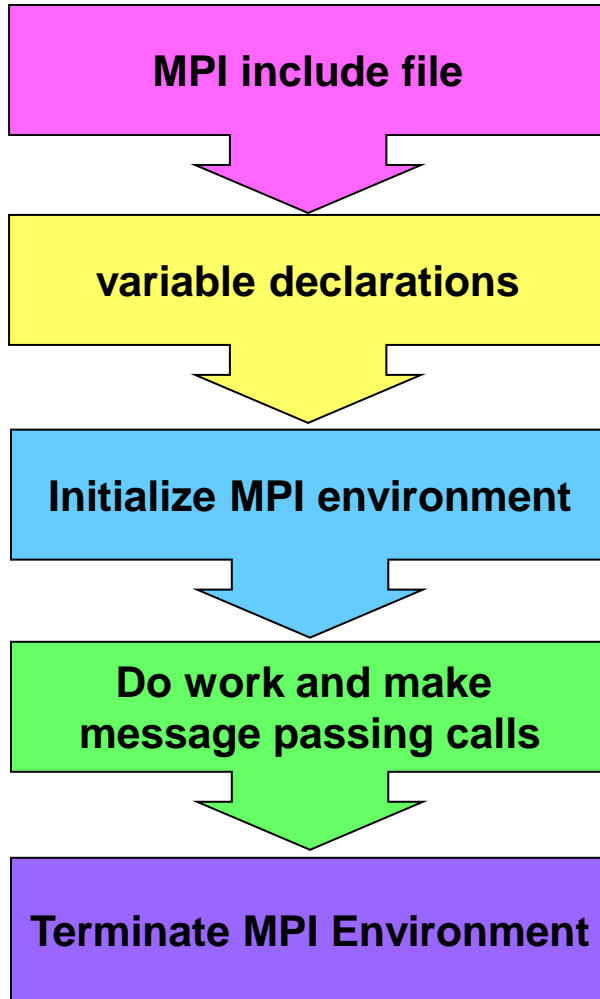 MPI include file
variable declarations
Initialize MPI environment
Do work and make
message passing calls
Terminate MPI Environment